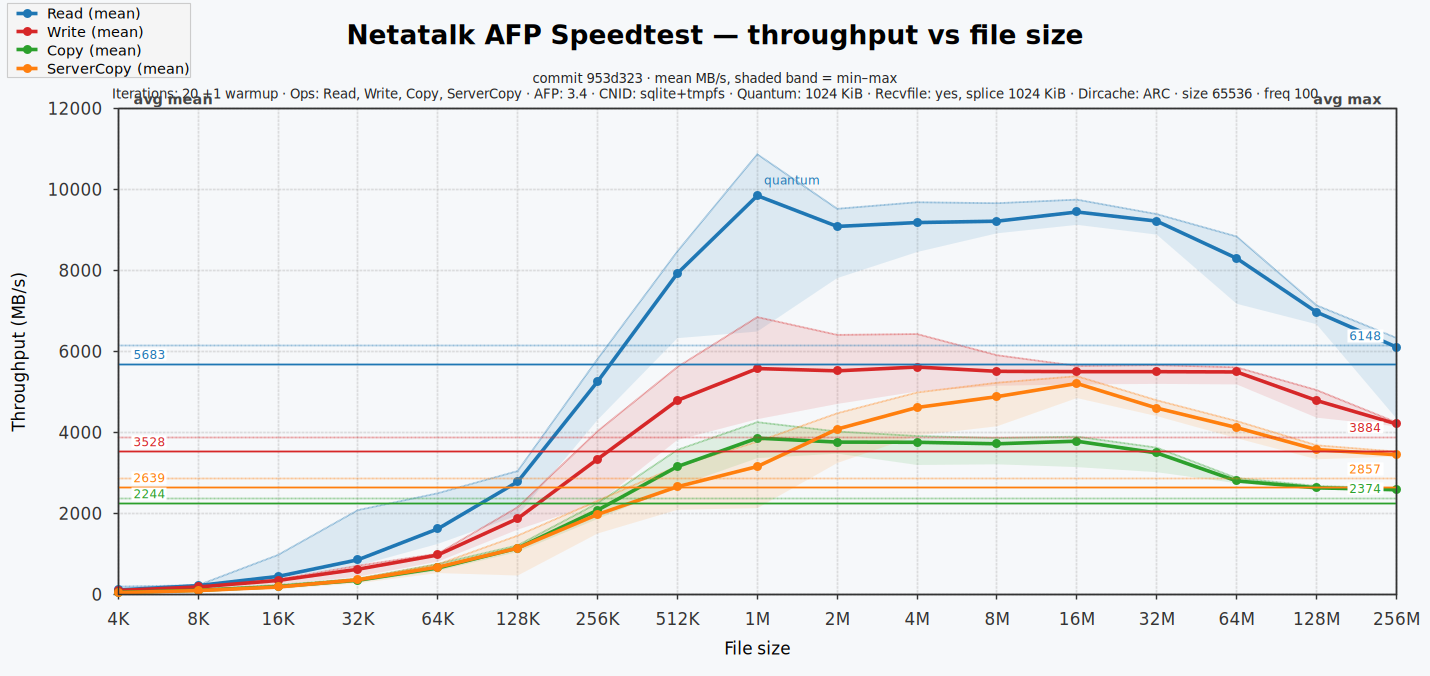 Read (mean)
Write (mean)
Copy (mean)
ServerCopy (mean)
Netatalk AFP Speedtest — throughput vs file size
commit 953d323 · mean MB/s, shaded band = min–max
Iterations: 20 +1 warmup · Ops: Read, Write, Copy, ServerCopy · AFP: 3.4 · CNID: sqlite+tmpfs · Quantum: 1024 KiB · Recvfile: yes, splice 1024 KiB · Dircache: ARC · size 65536 · freq 100
avg mean
avg max
12000
10000
8000
6000
4000
2000
0
Throughput (MB/s)
quantum
5683
3528
2639
2244
6148
3884
2857
2374
4K 8K 16K 32K 64K 128K 256K 512K 1M 2M 4M 8M 16M 32M 64M 128M 256M
File size